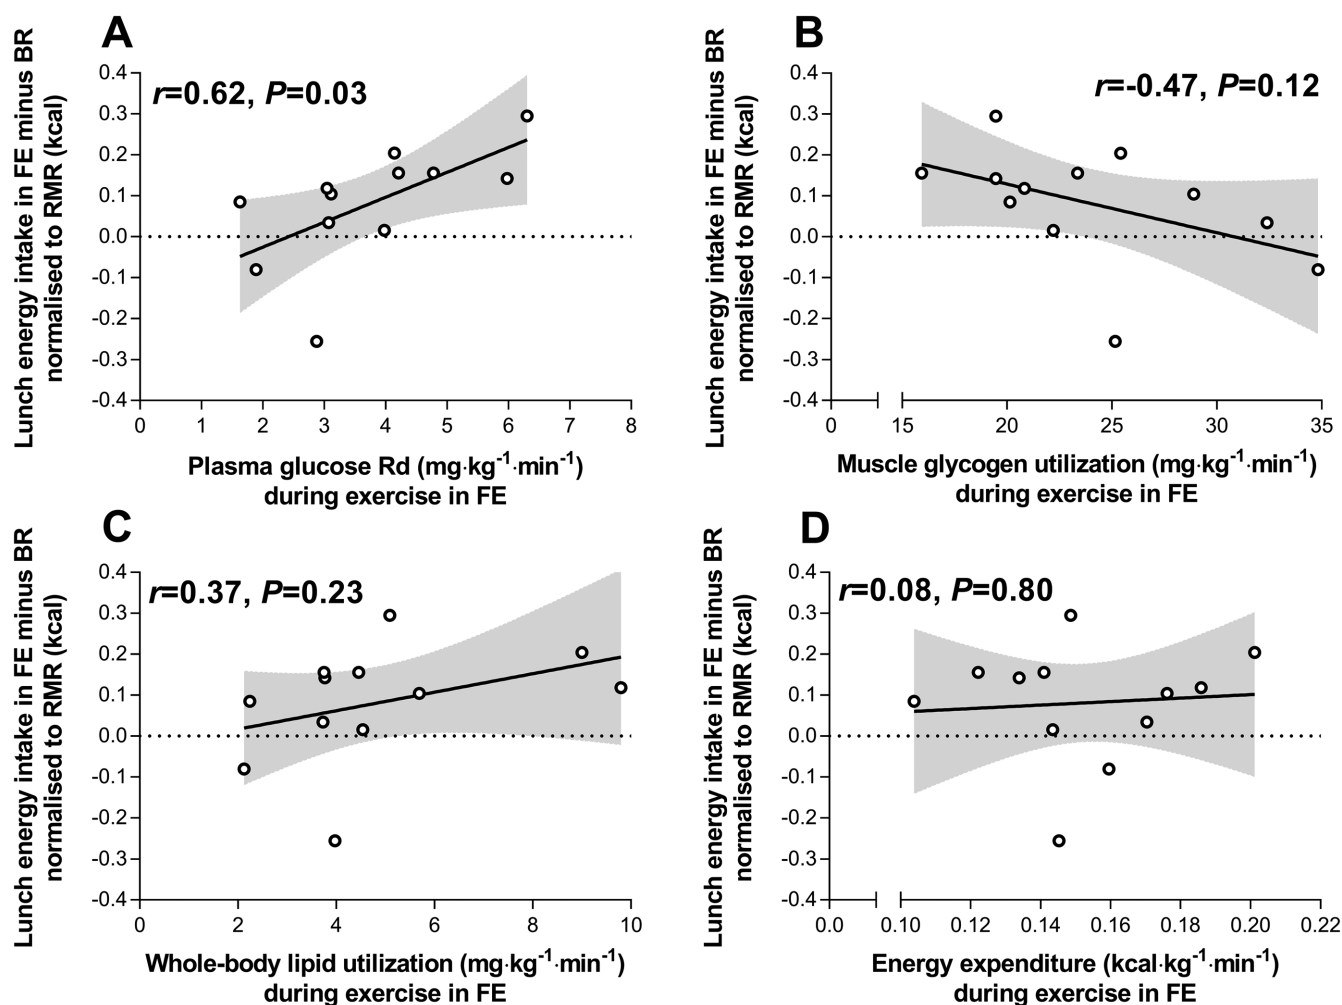 A
Lunch energy intake in FE minus BR
normalised to RMR (kcal)
r=0.62, P=0.03
0.4
0.3
0.2
0.1
0.0
-0.1
-0.2
-0.3
-0.4
0 1 2 3 4 5 6 7 8
Plasma glucose Rd (mg·kg⁻¹·min⁻¹)
during exercise in FE
B
Lunch energy intake in FE minus BR
normalised to RMR (kcal)
r=-0.47, P=0.12
0.4
0.3
0.2
0.1
0.0
-0.1
-0.2
-0.3
-0.4
0 15 20 25 30 35
Muscle glycogen utilization (mg·kg⁻¹·min⁻¹)
during exercise in FE
C
Lunch energy intake in FE minus BR
normalised to RMR (kcal)
r=0.37, P=0.23
0.4
0.3
0.2
0.1
0.0
-0.1
-0.2
-0.3
-0.4
0 2 4 6 8 10
Whole-body lipid utilization (mg·kg⁻¹·min⁻¹)
during exercise in FE
D
Lunch energy intake in FE minus BR
normalised to RMR (kcal)
r=0.08, P=0.80
0.4
0.3
0.2
0.1
0.0
-0.1
-0.2
-0.3
-0.4
0.0 0.10 0.12 0.14 0.16 0.18 0.20 0.22
Energy expenditure (kcal·kg⁻¹·min⁻¹)
during exercise in FE